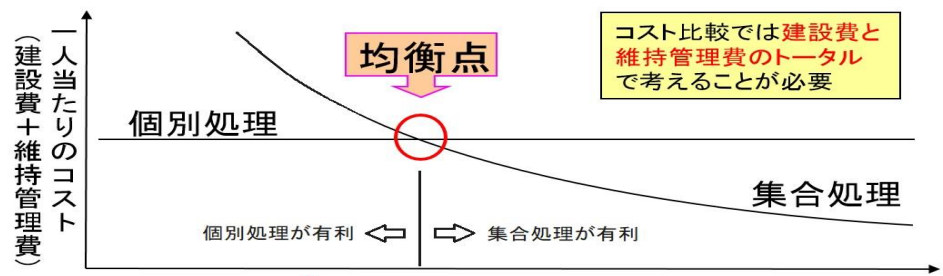 一人当たりのコスト
（建設費＋維持管理費）
均衡点
コスト比較では建設費と
維持管理費のトータル
で考えることが必要
個別処理
集合処理
個別処理が有利
集合処理が有利